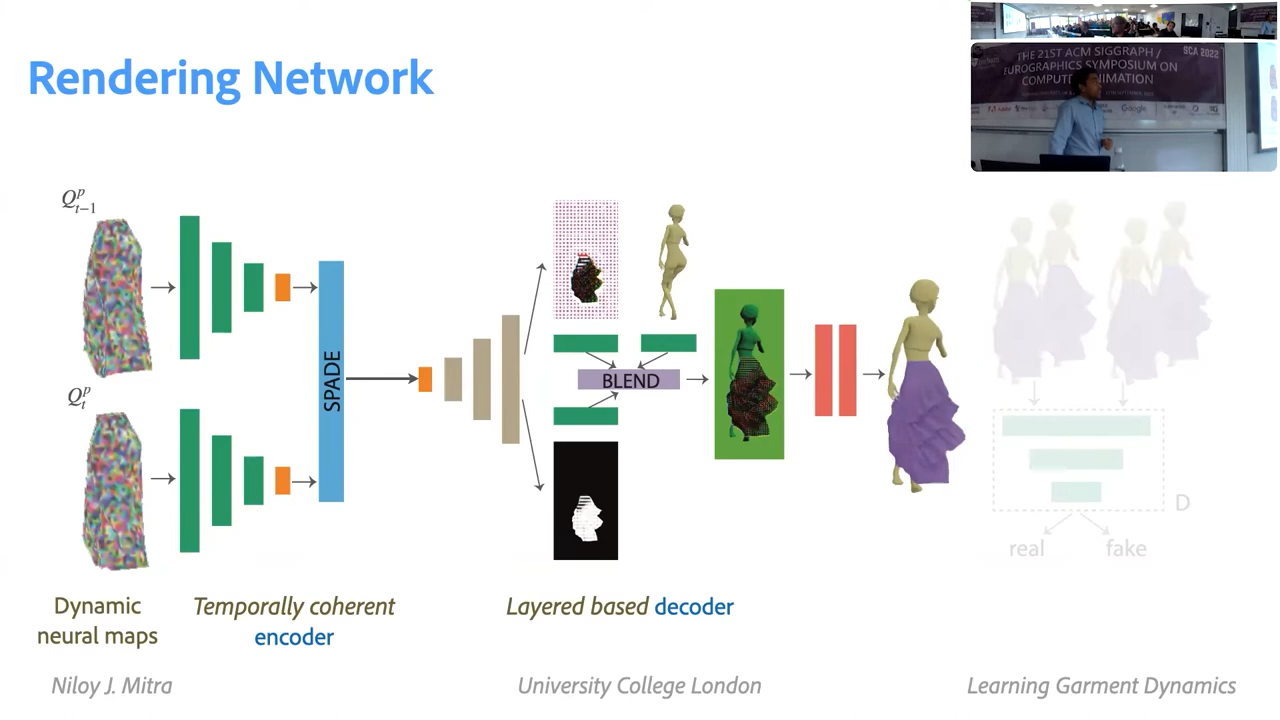 Rendering Network
THE 21ST ACM SIGGRAPH /
EUROGRAPHICS SYMPOSIUM ON
COMPUTER ANIMATION
SCA 2022
Google
Q^p_{t-1}
Q^p_t
SPADE
BLEND
D
real
fake
Dynamic
neural maps
Temporally coherent
encoder
Layered based decoder
Niloy J. Mitra
University College London
Learning Garment Dynamics